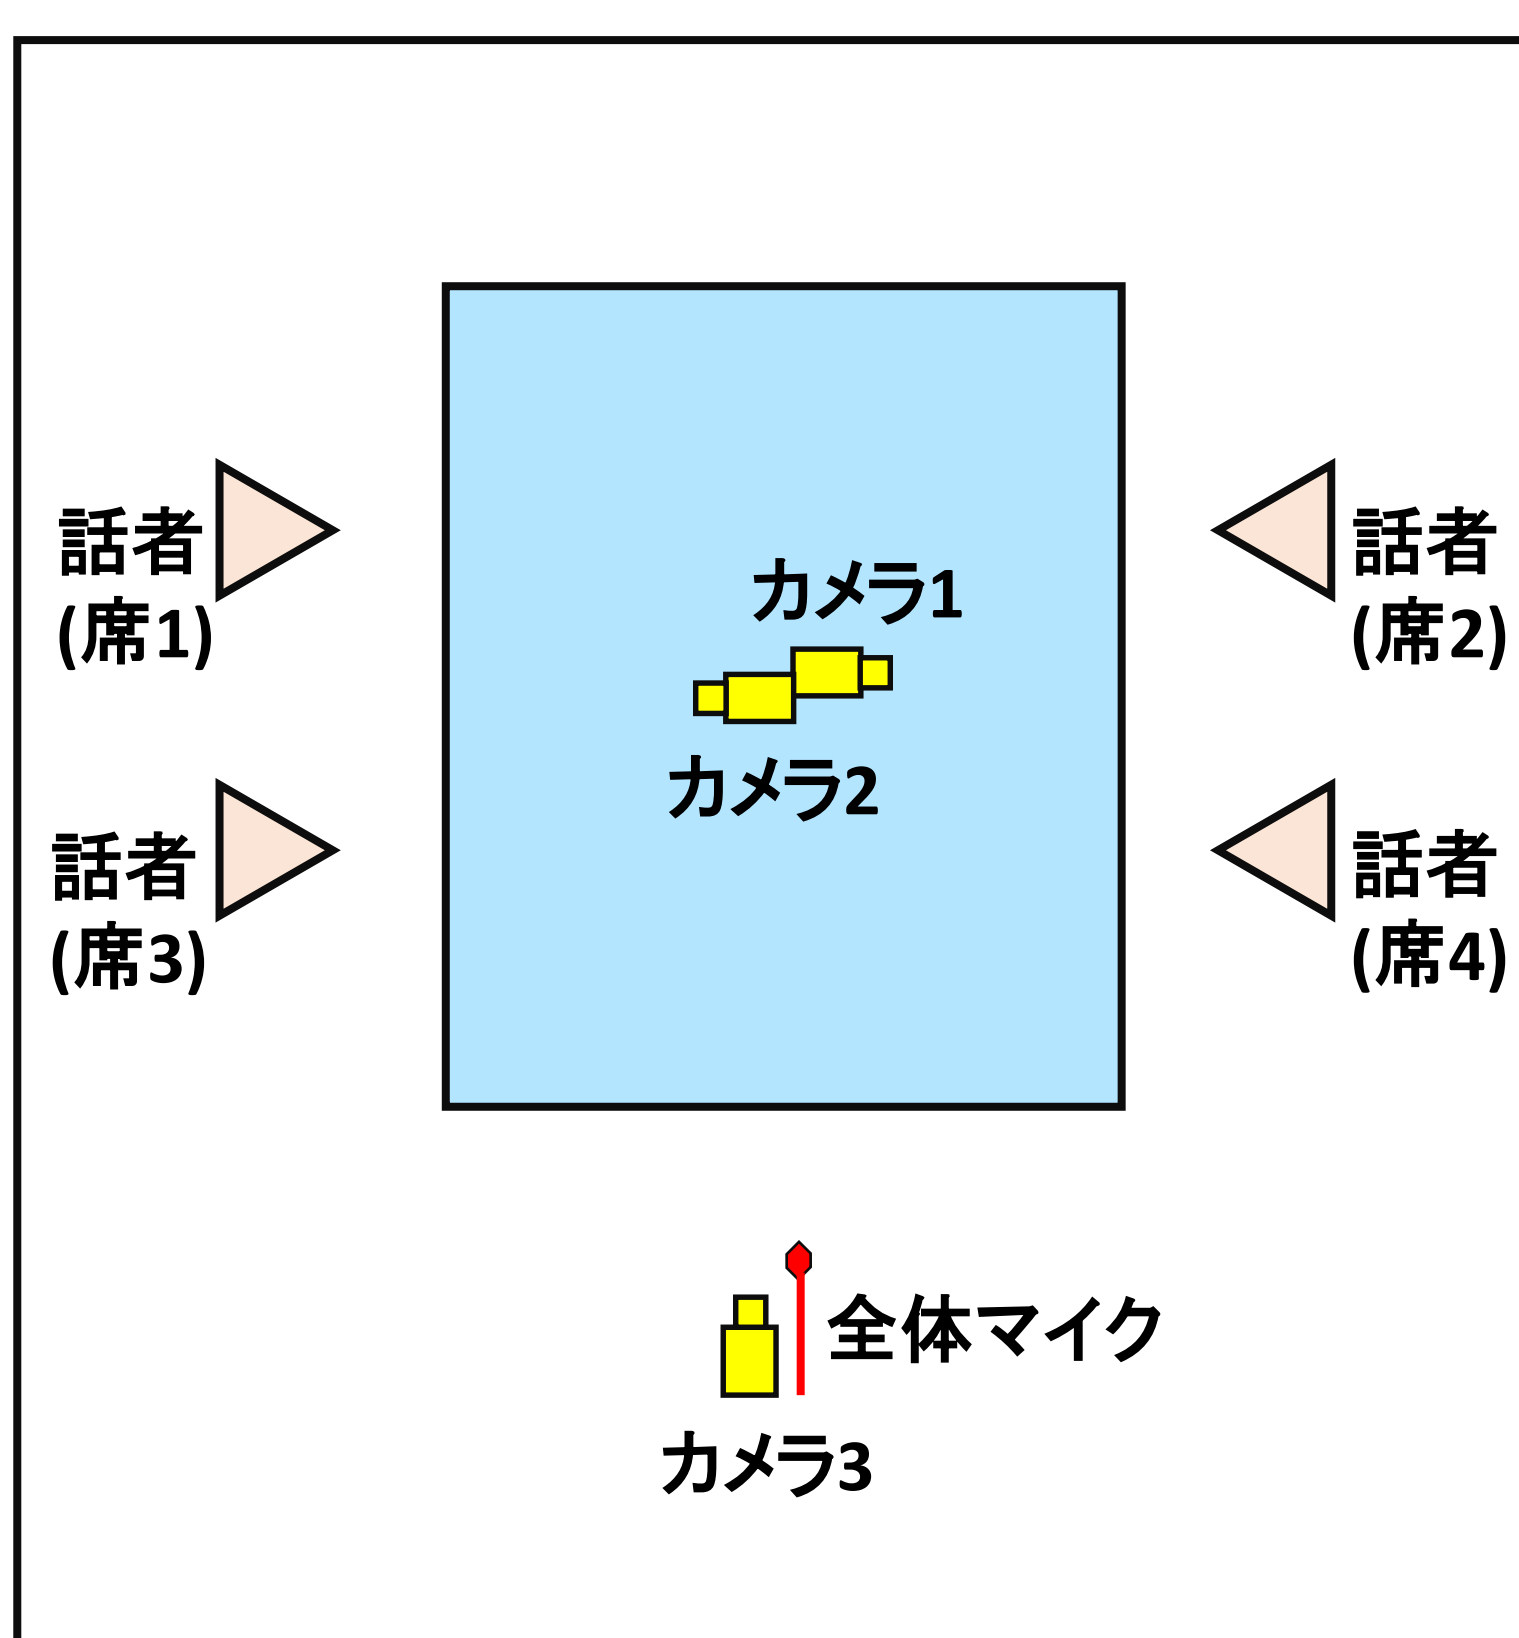 話者
(席1)
話者
(席2)
カメラ1
カメラ2
話者
(席3)
話者
(席4)
全体マイク
カメラ3